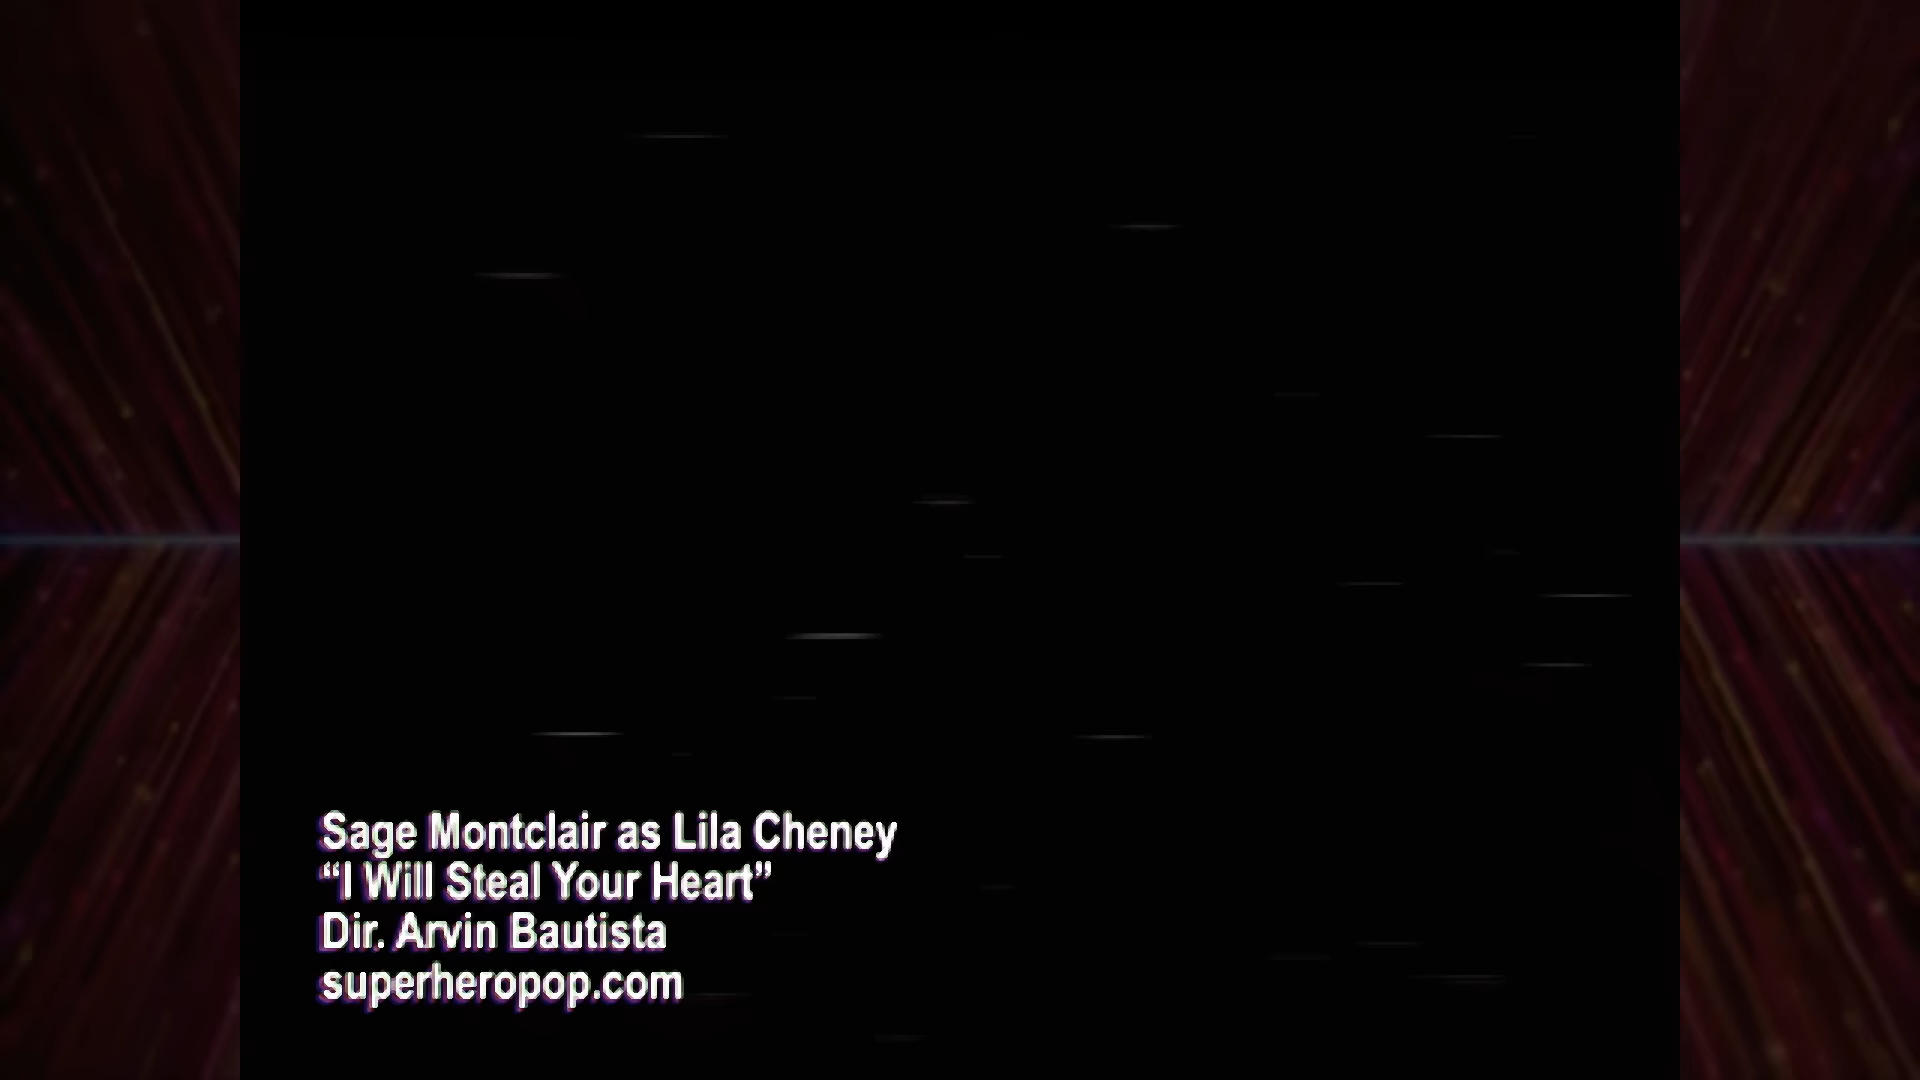 Sage Montclair as Lila Cheney
“I Will Steal Your Heart”
Dir. Arvin Bautista
superheropop.com